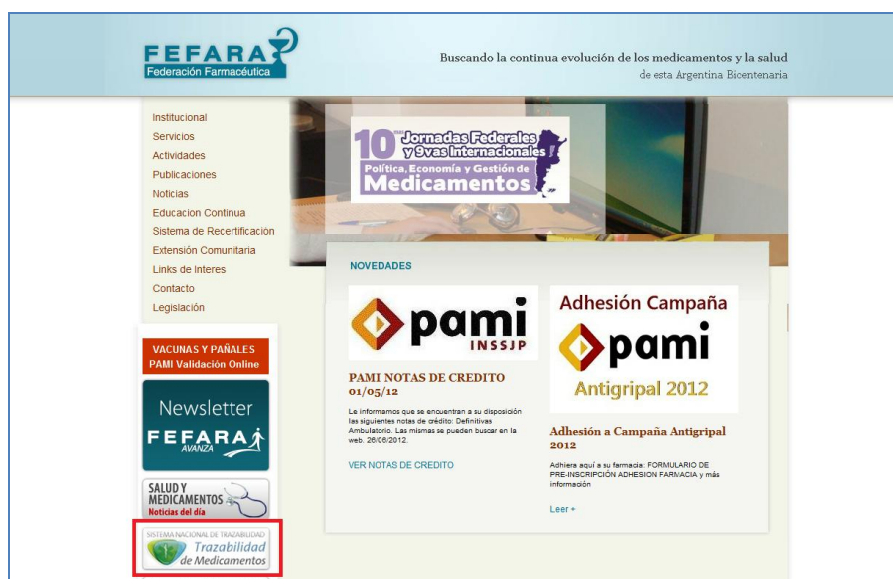 FEFARA
Federación Farmacéutica
Buscando la continua evolución de los medicamentos y la salud
de esta Argentina Bicentenaria
Institucional
Servicios
Actividades
Publicaciones
Noticias
Educacion Continua
Sistema de Recertificación
Extensión Comunitaria
Links de Interes
Contacto
Legislación
VACUNAS Y PAÑALES
PAMI Validación Online
Newsletter
FEFARA
AVANZA
SALUD Y
MEDICAMENTOS
Noticias del día
SISTEMA NACIONAL DE TRAZABILIDAD
Trazabilidad
de Medicamentos
10mas Jornadas Federales
y 9vas Internacionales
Política, Economía y Gestión de
Medicamentos
NOVEDADES
pami
INSSJP
PAMI NOTAS DE CREDITO
01/05/12
Le informamos que se encuentran a su disposición
las siguientes notas de crédito: Definitivas
Ambulatorio. Las mismas se pueden buscar en la
web. 26/06/2012.
VER NOTAS DE CREDITO
Adhesión Campaña
pami
Antigripal 2012
Adhesión a Campaña Antigripal
2012
Adhiera aquí a su farmacia: FORMULARIO DE
PRE-INSCRIPCIÓN ADHESION FARMACIA y más
información
Leer +